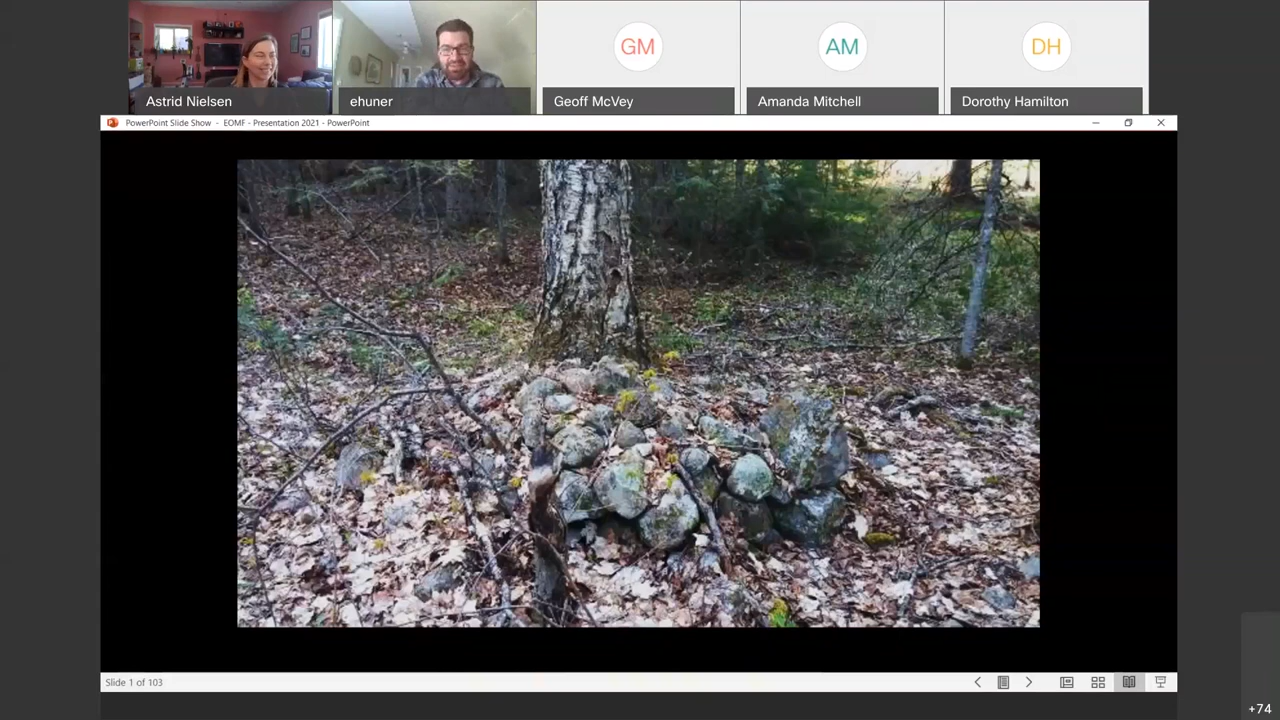 GM
AM
DH
Astrid Nielsen
ehuner
Geoff McVey
Amanda Mitchell
Dorothy Hamilton
PowerPoint Slide Show - EOMF - Presentation 2021 - PowerPoint
Slide 1 of 103
+74